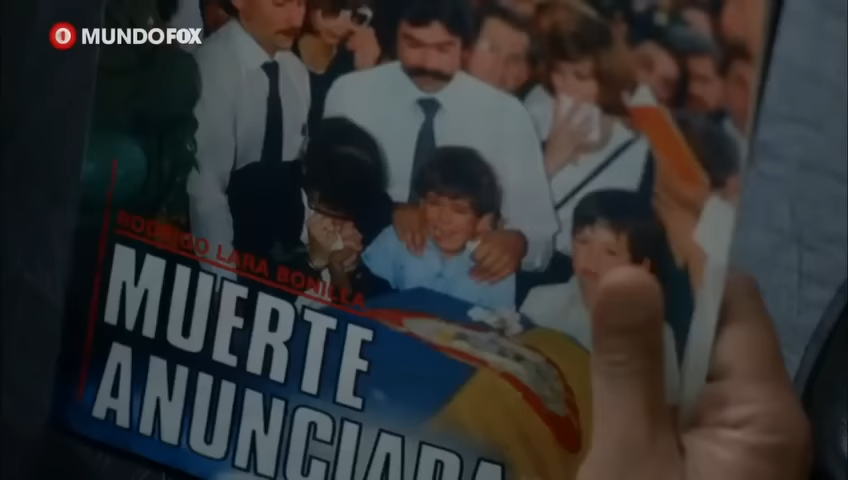 MUNDOFOX
RODRIGO LARA BONILLA
MUERTE
ANUNCIADA